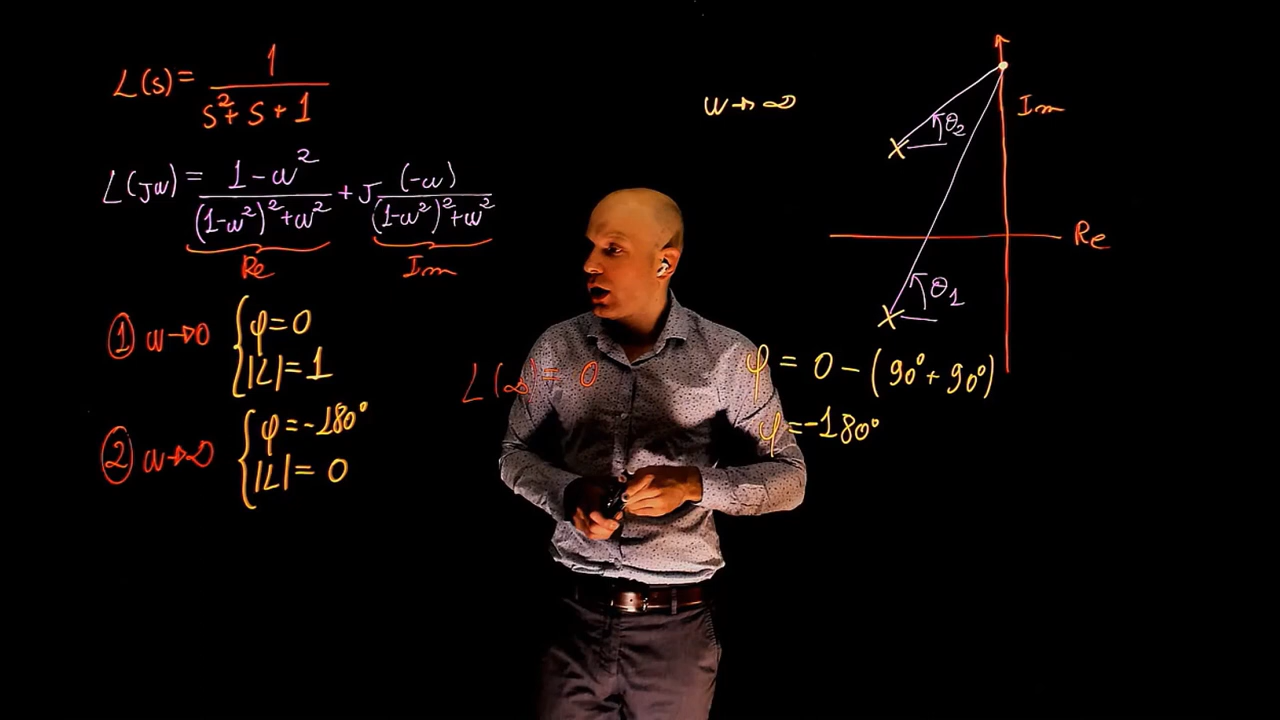 L(s) = 1 / (s² + s + 1)
L(jω) = (1-ω²) / ((1-ω²)² + ω²) + j (-ω) / ((1-ω²)² + ω²)
Re Im
① ω→0 { φ=0
|L|=1
② ω→∞ { φ=-180°
|L|=0
L(∞)=0
ω→∞
Im
θ₂
Re
θ₁
φ = 0 - (90° + 90°)
φ=-180°